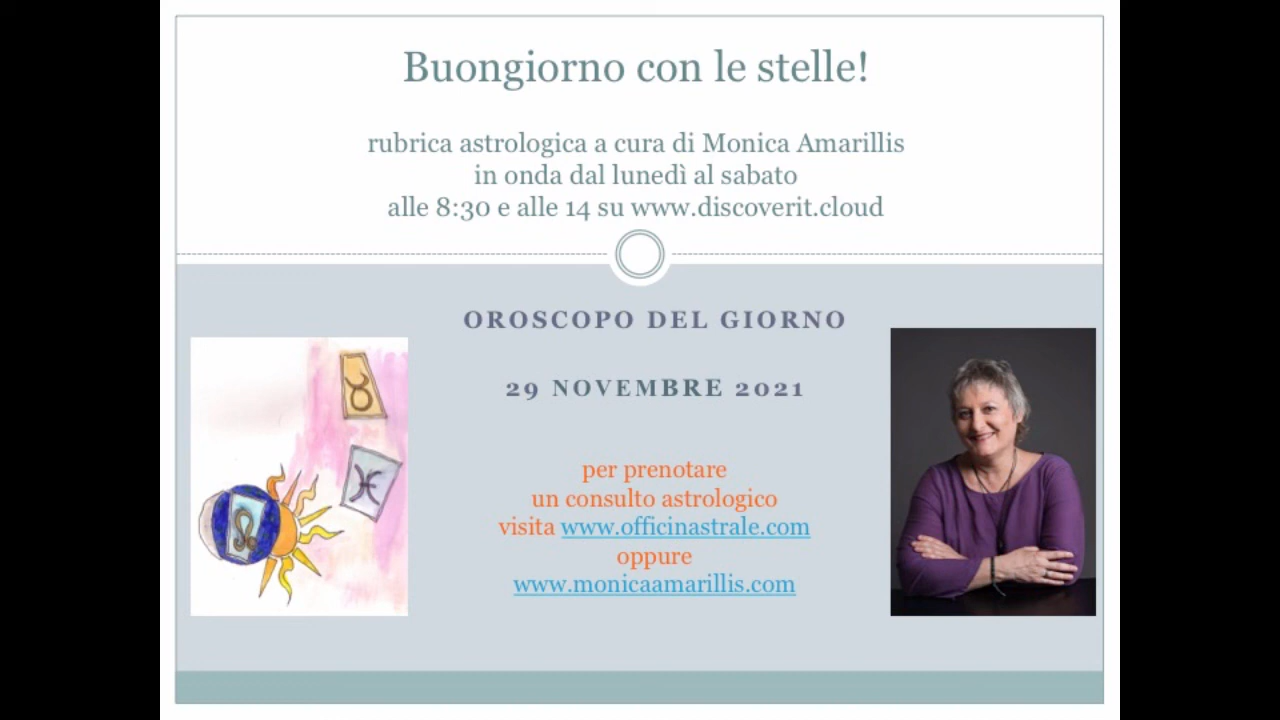 Buongiorno con le stelle!
rubrica astrologica a cura di Monica Amarillis
in onda dal lunedì al sabato
alle 8:30 e alle 14 su www.discoverit.cloud
OROSCOPO DEL GIORNO
29 NOVEMBRE 2021
per prenotare
un consulto astrologico
visita www.officinastrale.com
oppure
www.monicaamarillis.com